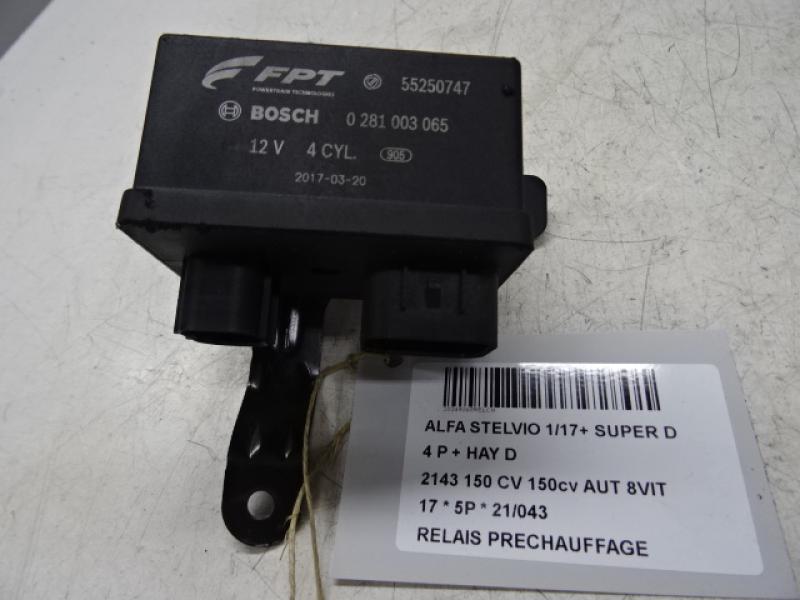 FPT 55250747
POWERTRAIN TECHNOLOGIES
BOSCH 0 281 003 065
12 V 4 CYL. 905
2017-03-20
ALFA STELVIO 1/17+ SUPER D
4 P + HAY D
2143 150 CV 150cv AUT 8VIT
17 * 5P * 21/043
RELAIS PRECHAUFFAGE